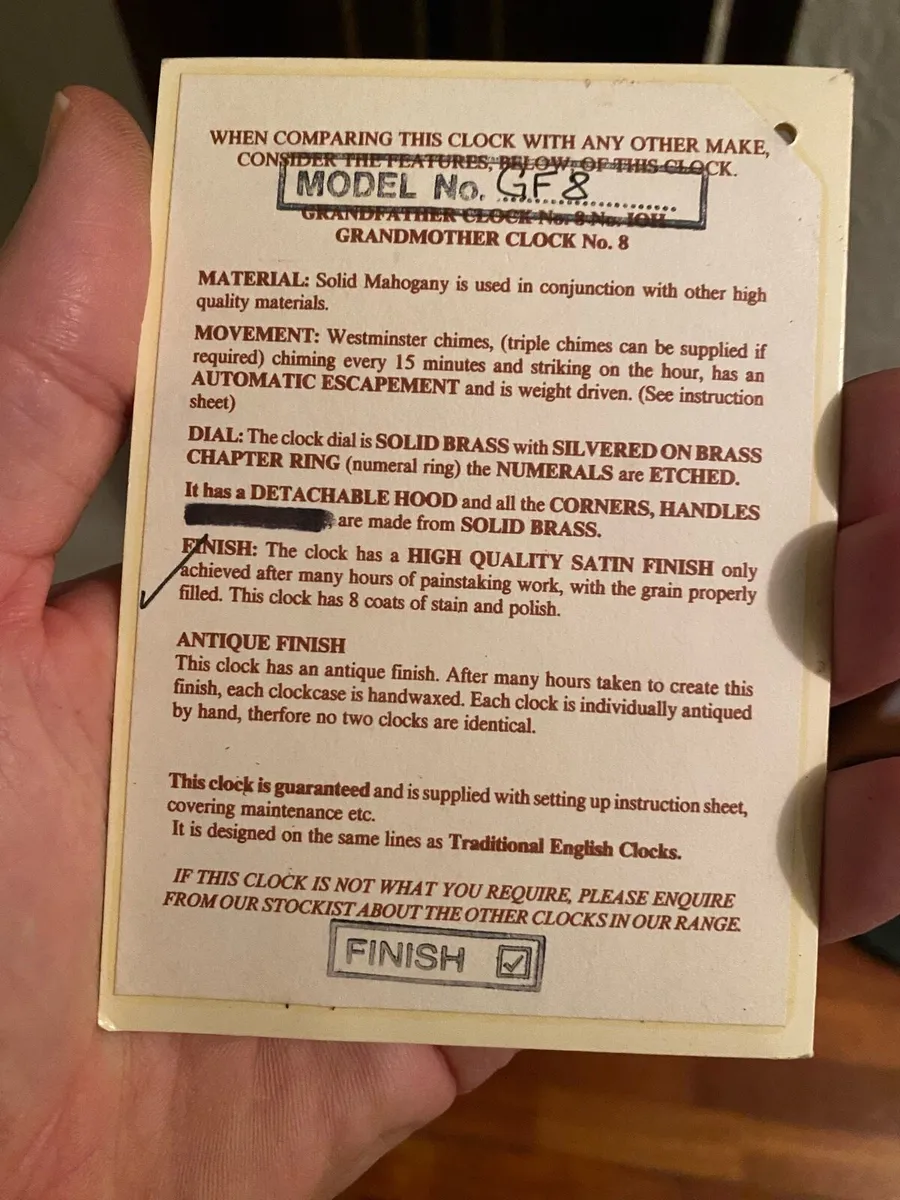 WHEN COMPARING THIS CLOCK WITH ANY OTHER MAKE,
CONSIDER THE FEATURES, BELOW, OF THIS CLOCK.
MODEL No. GF8
GRANDFATHER CLOCK No. 8 No. IOH
GRANDMOTHER CLOCK No. 8
MATERIAL: Solid Mahogany is used in conjunction with other high
quality materials.
MOVEMENT: Westminster chimes, (triple chimes can be supplied if
required) chiming every 15 minutes and striking on the hour, has an
AUTOMATIC ESCAPEMENT and is weight driven. (See instruction
sheet)
DIAL: The clock dial is SOLID BRASS with SILVERED ON BRASS
CHAPTER RING (numeral ring) the NUMERALS are ETCHED.
It has a DETACHABLE HOOD and all the CORNERS, HANDLES
are made from SOLID BRASS.
FINISH: The clock has a HIGH QUALITY SATIN FINISH only
achieved after many hours of painstaking work, with the grain properly
filled. This clock has 8 coats of stain and polish.
ANTIQUE FINISH
This clock has an antique finish. After many hours taken to create this
finish, each clockcase is handwaxed. Each clock is individually antiqued
by hand, therfore no two clocks are identical.
This clock is guaranteed and is supplied with setting up instruction sheet,
covering maintenance etc.
It is designed on the same lines as Traditional English Clocks.
IF THIS CLOCK IS NOT WHAT YOU REQUIRE, PLEASE ENQUIRE
FROM OUR STOCKIST ABOUT THE OTHER CLOCKS IN OUR RANGE.
FINISH